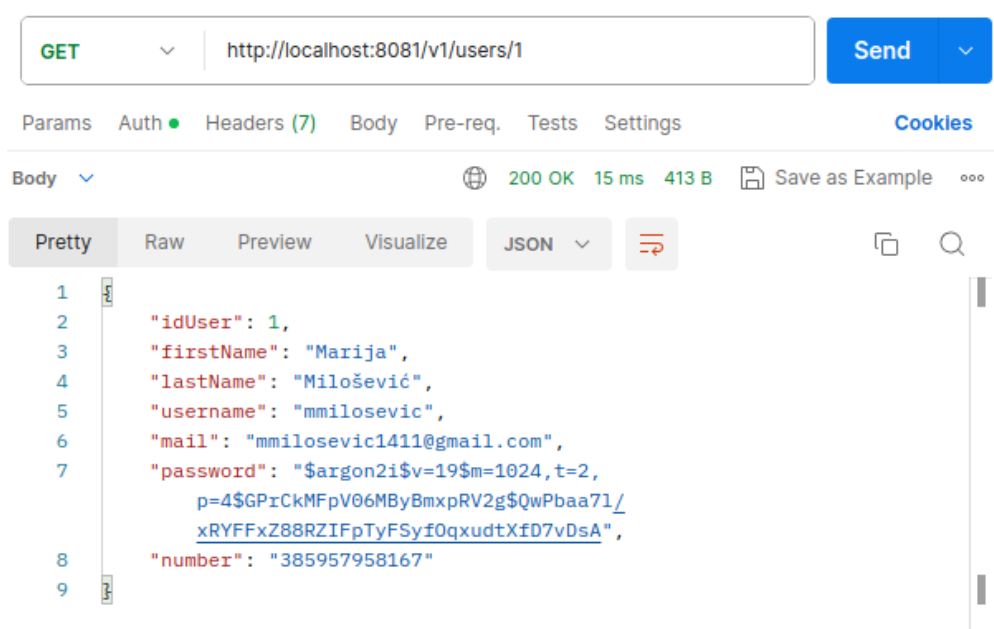 GET http://localhost:8081/v1/users/1 Send
Params Auth Headers (7) Body Pre-req. Tests Settings Cookies
Body 200 OK 15 ms 413 B Save as Example
Pretty Raw Preview Visualize JSON
1 {
2 "idUser": 1,
3 "firstName": "Marija",
4 "lastName": "Milošević",
5 "username": "mmilosevic",
6 "mail": "mmilosevic1411@gmail.com",
7 "password": "$argon2i$v=19$m=1024,t=2,
p=4$GPrCkMFpV06MByBmxpRV2g$QwPbaa7l/
xRYFFxZ88RZIFpTyFSyfOqxudtXfD7vDsA",
8 "number": "385957958167"
9 }